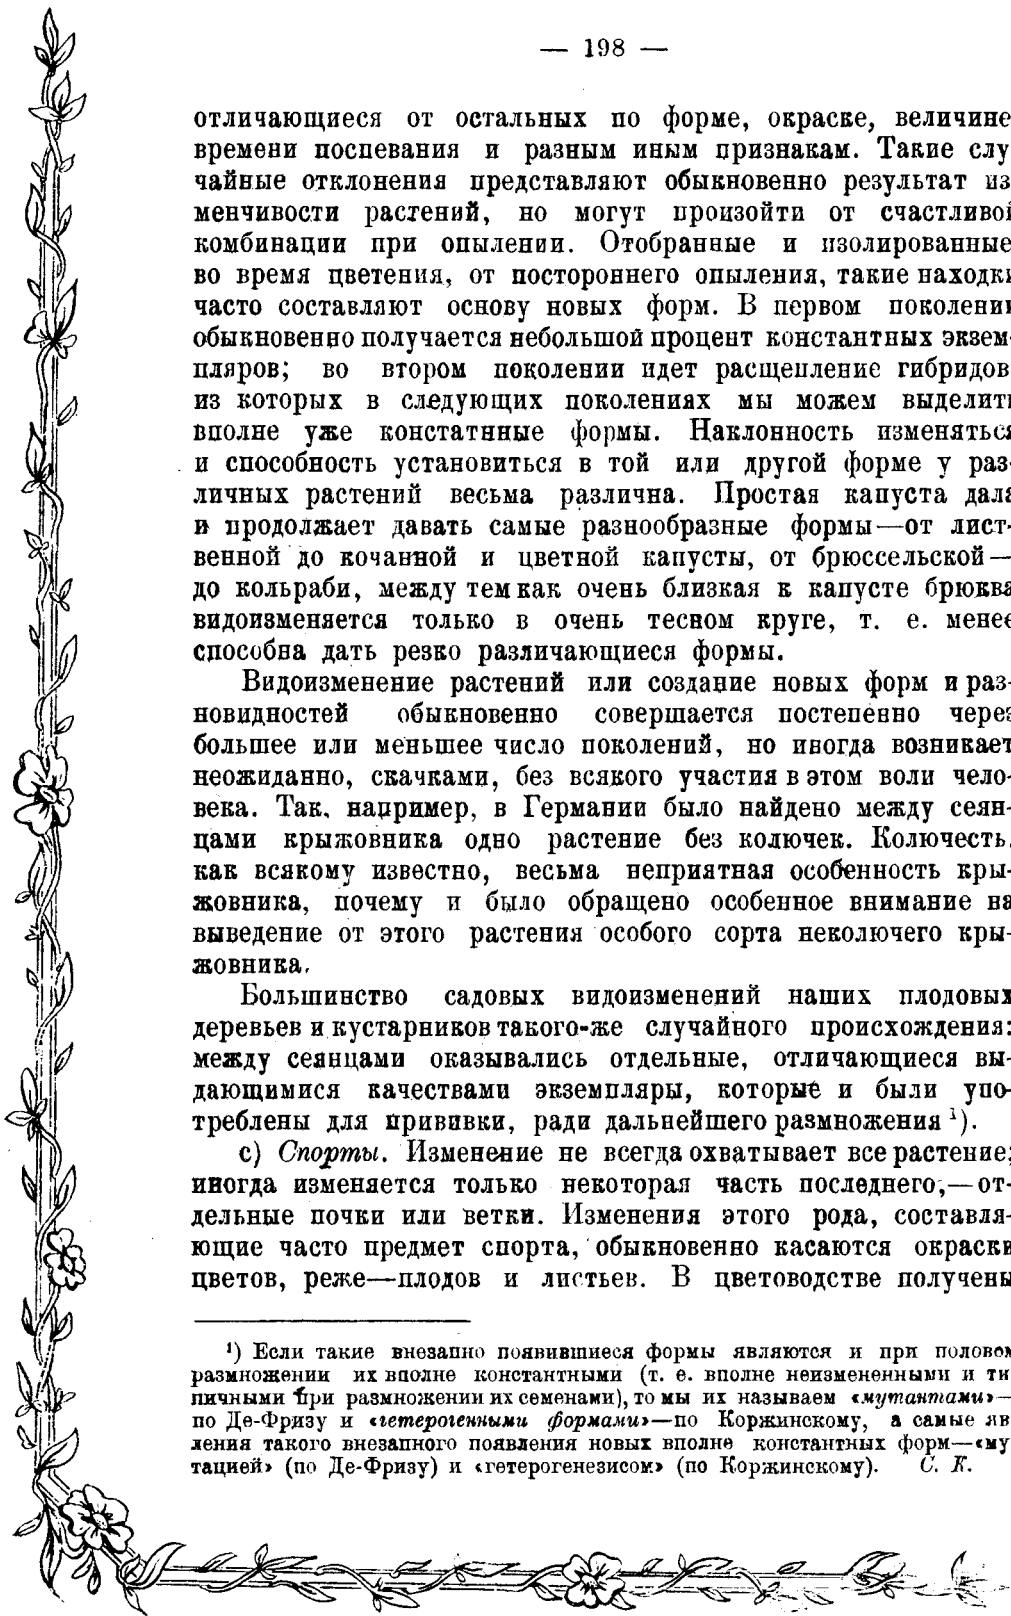 — 198 —
отличающиеся от остальных по форме, окраске, величине
времени поспевания и разным иным признакам. Такие слу
чайные отклонения представляют обыкновенно результат из
менчивости растений, но могут произойти от счастливой
комбинации при опылении. Отобранные и изолированные
во время цветения, от постороннего опыления, такие находки
часто составляют основу новых форм. В первом поколении
обыкновенно получается небольшой процент константных экзем-
пляров; во втором поколении идет расщепление гибридов
из которых в следующих поколениях мы можем выделить
вполне уже констатнные формы. Наклонность изменяться
и способность установиться в той или другой форме у раз-
личных растений весьма различна. Простая капуста дала
и продолжает давать самые разнообразные формы—от лист-
венной до кочанной и цветной капусты, от брюссельской—
до кольраби, между тем как очень близкая к капусте брюква
видоизменяется только в очень тесном круге, т. е. менее
способна дать резко различающиеся формы.
Видоизменение растений или создание новых форм и раз-
новидностей обыкновенно совершается постепенно через
большее или меньшее число поколений, но иногда возникает
неожиданно, скачками, без всякого участия в этом воли чело-
века. Так, например, в Германии было найдено между сеян-
цами крыжовника одно растение без колючек. Колючесть,
как всякому известно, весьма неприятная особенность кры-
жовника, почему и было обращено особенное внимание на
выведение от этого растения особого сорта неколючего кры-
жовника.
Большинство садовых видоизменений наших плодовых
деревьев и кустарников такого-же случайного происхождения:
между сеянцами оказывались отдельные, отличающиеся вы-
дающимися качествами экземпляры, которые и были упо-
треблены для прививки, ради дальнейшего размножения ¹).
с) Спорты. Изменение не всегда охватывает все растение;
иногда изменяется только некоторая часть последнего,—от-
дельные почки или ветки. Изменения этого рода, составля-
ющие часто предмет спорта, обыкновенно касаются окраски
цветов, реже—плодов и листьев. В цветоводстве получены
¹) Если такие внезапно появившиеся формы являются и при половом
размножении их вполне константными (т. е. вполне неизмененными и ти
пичными при размножении их семенами), то мы их называем «мутантами»—
по Де-Фризу и «гетерогенными формами»—по Коржинскому, а самые яв
ления такого внезапного появления новых вполне константных форм—«му
тацией» (по Де-Фризу) и «гетерогенезисом» (по Коржинскому). С. К.